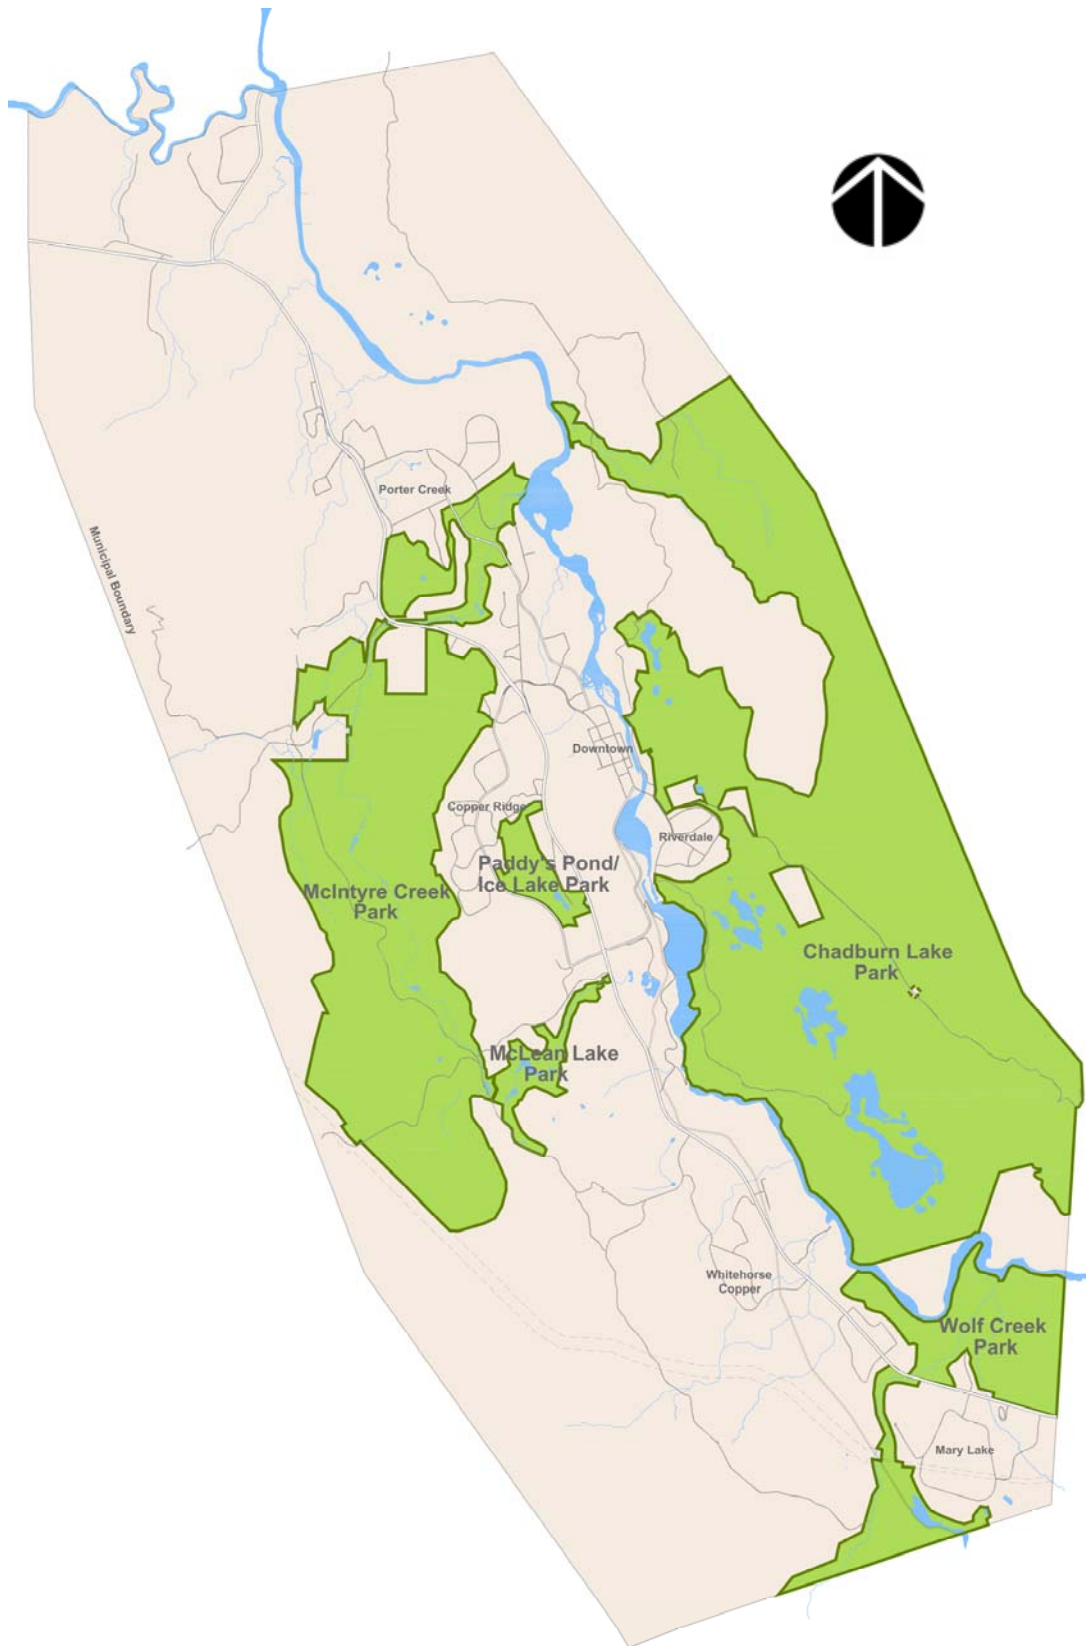 Porter Creek
Municipal Boundary
Downtown
Copper Ridge
Riverdale
Paddy's Pond/
Ice Lake Park
McIntyre Creek
Park
Chadburn Lake
Park
McLean Lake
Park
Whitehorse
Copper
Wolf Creek
Park
Mary Lake